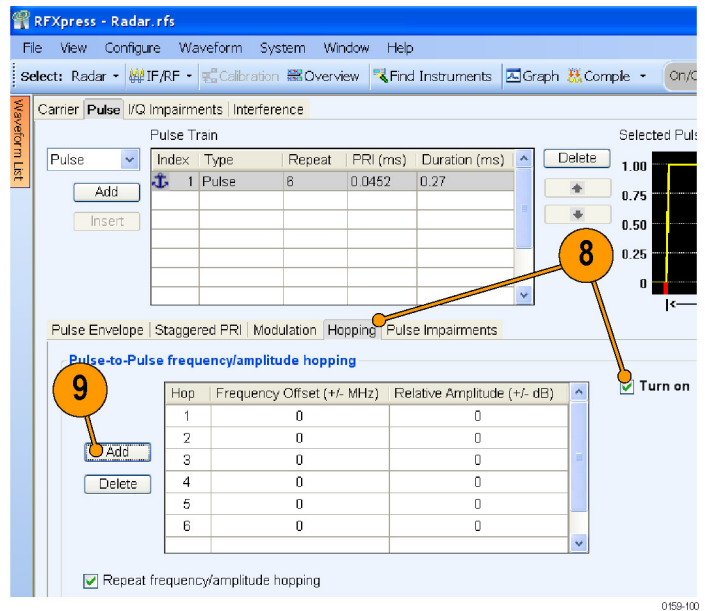 RFXpress - Radar.rfs
File View Configure Waveform System Window Help
Select: Radar IF/RF Calibration Overview Find Instruments Graph Compile On/
Waveform List
Carrier Pulse I/Q Impairments Interference
Pulse Train
Selected Puls
Pulse
Index Type Repeat PRI (ms) Duration (ms)
Delete
1 Pulse 6 0.0452 0.27
Add
Insert
1.00
0.75
0.50
0.25
0
8
Pulse Envelope Staggered PRI Modulation Hopping Pulse Impairments
Pulse-to-Pulse frequency/amplitude hopping
9
Turn on
Hop Frequency Offset (+/- MHz) Relative Amplitude (+/- dB)
1 0 0
2 0 0
3 0 0
4 0 0
5 0 0
6 0 0
Add
Delete
Repeat frequency/amplitude hopping
0159-100